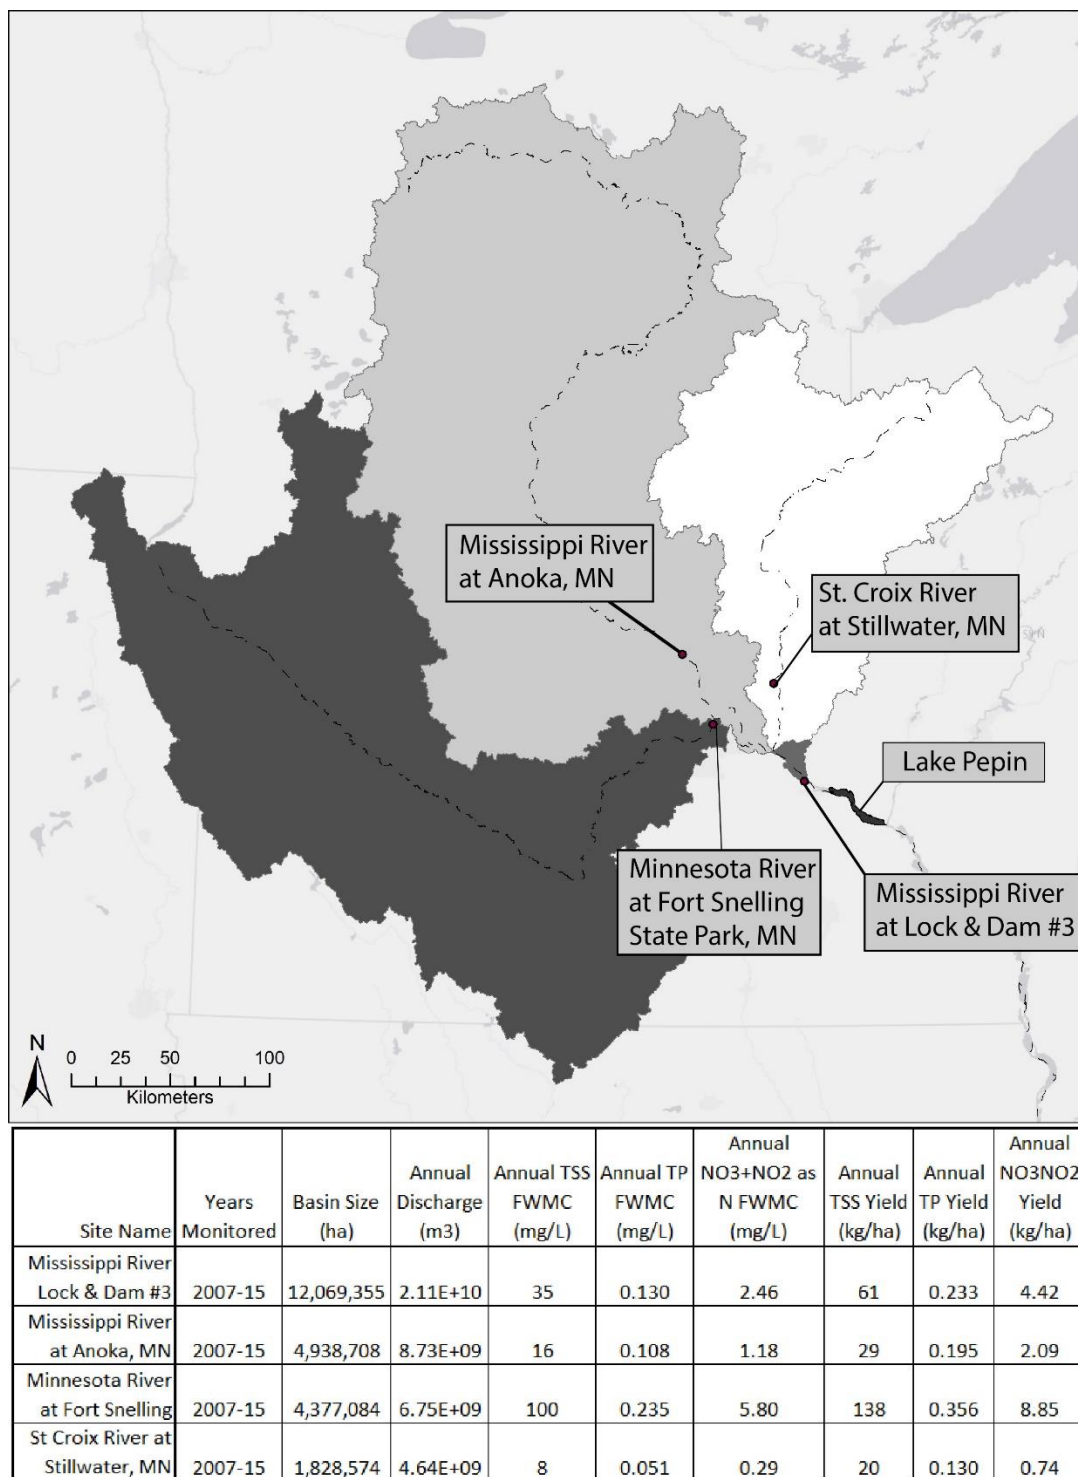 Mississippi River
at Anoka, MN
St. Croix River
at Stillwater, MN
Lake Pepin
Minnesota River
at Fort Snelling
State Park, MN
Mississippi River
at Lock & Dam #3
N
0 25 50 100
Kilometers
Site Name Years Monitored Basin Size (ha) Annual Discharge (m3) Annual TSS FWMC (mg/L) Annual TP FWMC (mg/L) Annual NO3+NO2 as N FWMC (mg/L) Annual TSS Yield (kg/ha) Annual TP Yield (kg/ha) Annual NO3NO2 Yield (kg/ha)
Mississippi River
Lock & Dam #3 2007-15 12,069,355 2.11E+10 35 0.130 2.46 61 0.233 4.42
Mississippi River
at Anoka, MN 2007-15 4,938,708 8.73E+09 16 0.108 1.18 29 0.195 2.09
Minnesota River
at Fort Snelling 2007-15 4,377,084 6.75E+09 100 0.235 5.80 138 0.356 8.85
St Croix River at
Stillwater, MN 2007-15 1,828,574 4.64E+09 8 0.051 0.29 20 0.130 0.74